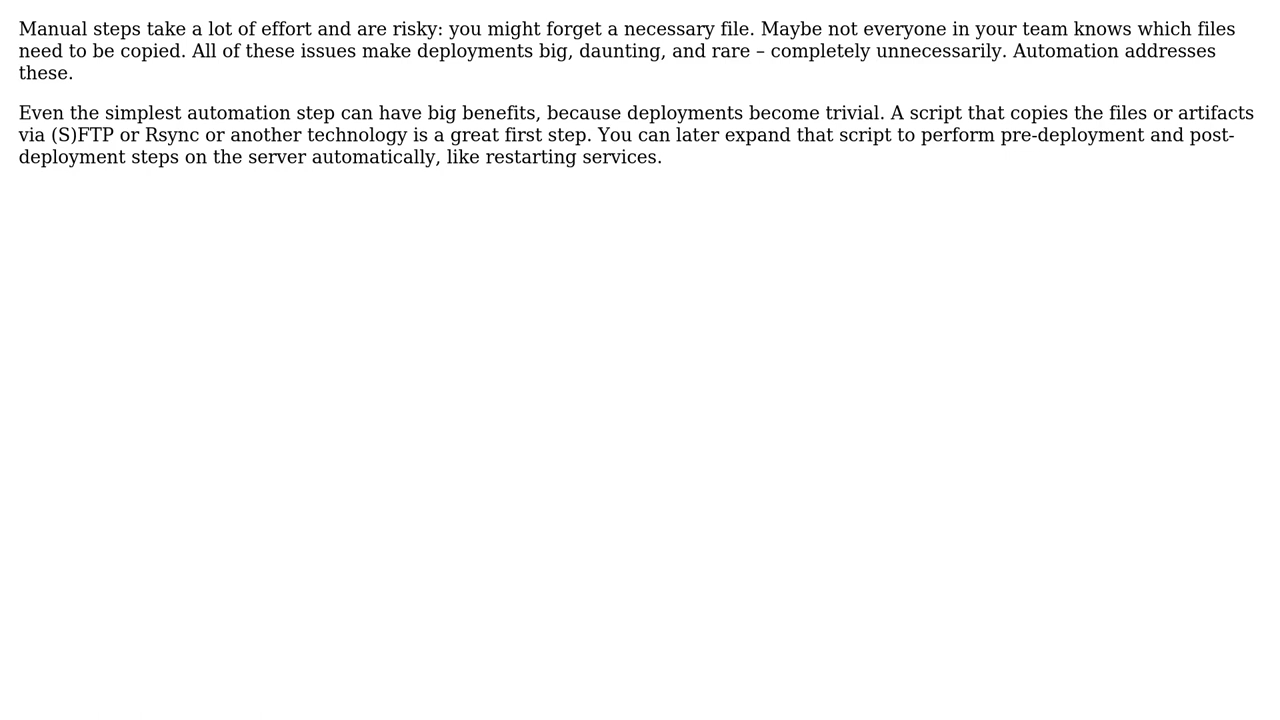 Manual steps take a lot of effort and are risky: you might forget a necessary file. Maybe not everyone in your team knows which files
need to be copied. All of these issues make deployments big, daunting, and rare – completely unnecessarily. Automation addresses
these.
Even the simplest automation step can have big benefits, because deployments become trivial. A script that copies the files or artifacts
via (S)FTP or Rsync or another technology is a great first step. You can later expand that script to perform pre-deployment and post-
deployment steps on the server automatically, like restarting services.